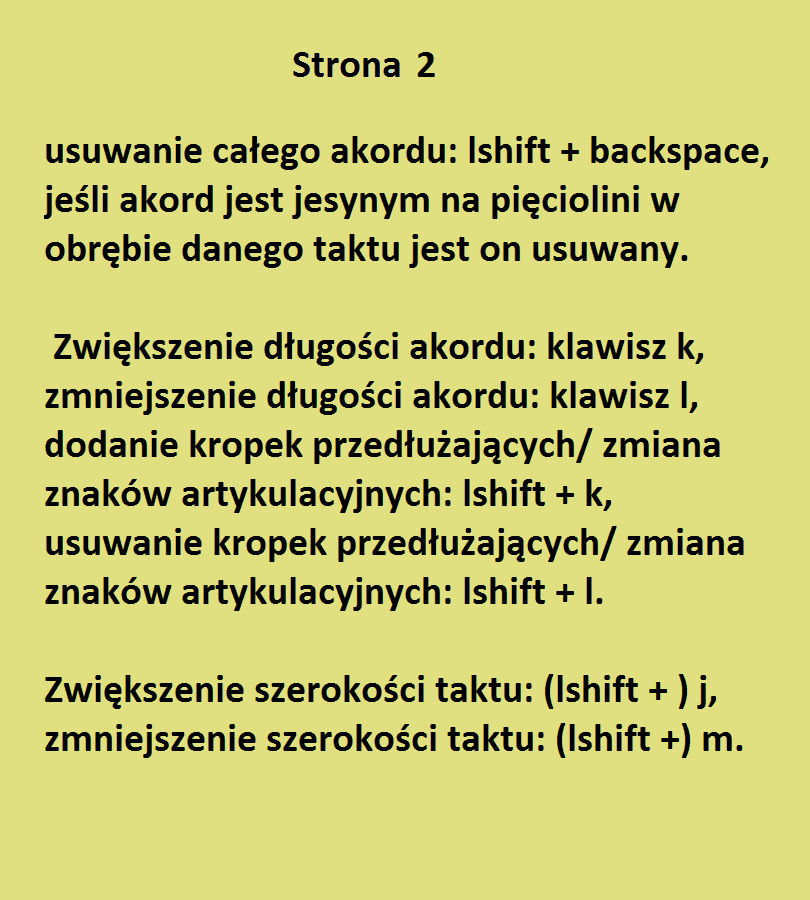 Strona 2
usuwanie całego akordu: lshift + backspace,
jeśli akord jest jesynym na pięciolini w
obrębie danego taktu jest on usuwany.
Zwiększenie długości akordu: klawisz k,
zmniejszenie długości akordu: klawisz l,
dodanie kropek przedłużających/ zmiana
znaków artykulacyjnych: lshift + k,
usuwanie kropek przedłużających/ zmiana
znaków artykulacyjnych: lshift + l.
Zwiększenie szerokości taktu: (lshift + ) j,
zmniejszenie szerokości taktu: (lshift +) m.